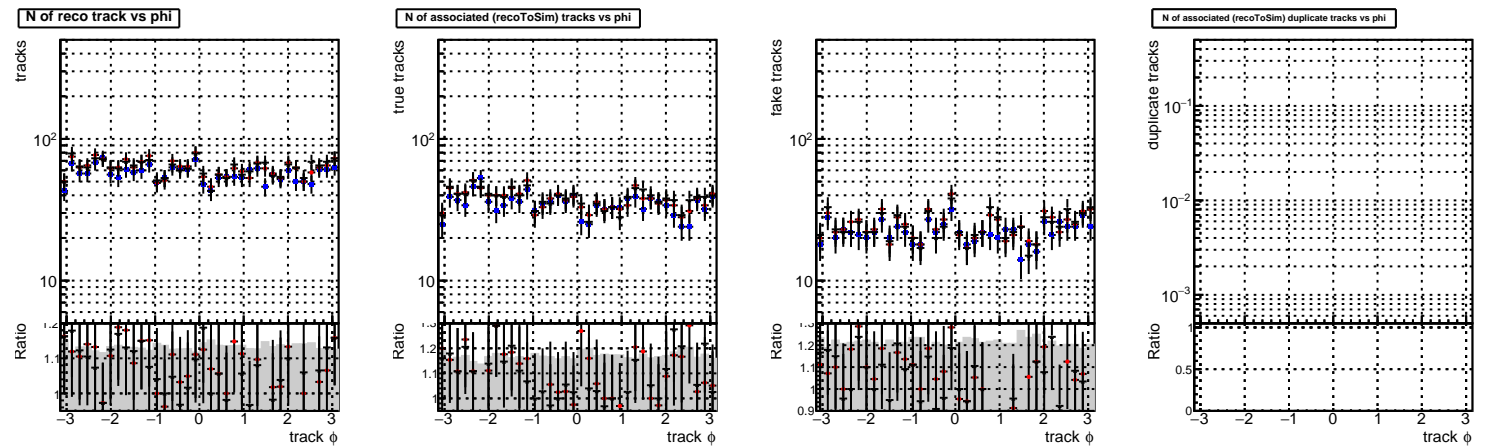 N of reco track vs phi
tracks
10²
10
Ratio
1.2
1.1
1
−3 −2 −1 0 1 2 3
track ϕ
N of associated (recoToSim) tracks vs phi
true tracks
10²
10
Ratio
1.3
1.2
1.1
1
−3 −2 −1 0 1 2 3
track ϕ
fake tracks
10²
10
Ratio
1.3
1.2
1.1
1
0.9
−3 −2 −1 0 1 2 3
track ϕ
N of associated (recoToSim) duplicate tracks vs phi
duplicate tracks
10⁻¹
10⁻²
10⁻³
Ratio
1
0.5
0
−3 −2 −1 0 1 2 3
track ϕ